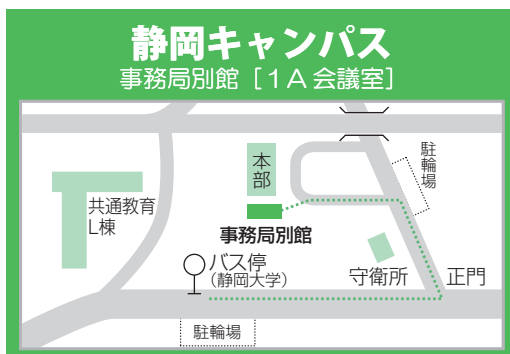 静岡キャンパス
事務局別館［1A会議室］
本部
駐輪場
共通教育
L棟
事務局別館
バス停
（静岡大学）
守衛所
正門
駐輪場